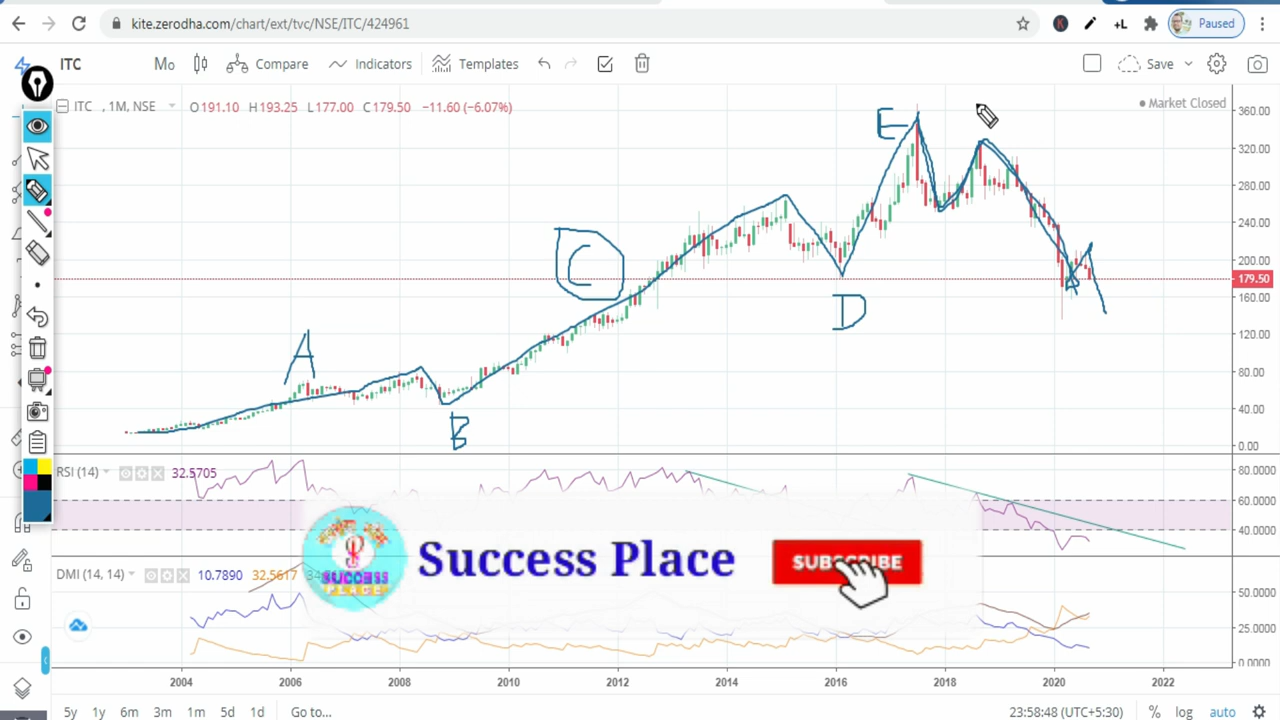 Paused
kite.zerodha.com/chart/ext/tvc/NSE/ITC/424961
K +L
ITC Mo Compare Indicators Templates Save
ITC , 1M, NSE O191.10 H193.25 L177.00 C179.50 −11.60 (−6.07%)
Market Closed
360.00
320.00
280.00
240.00
200.00
179.50
160.00
120.00
80.00
40.00
0.00
E
C
D
A
B
RSI (14) 32.5705
80.0000
60.0000
40.0000
Success Place
SUBSCRIBE
SUCCESS
PLACE
DMI (14, 14) 10.7890 32.5617
50.0000
25.0000
0.0000
2004 2006 2008 2010 2012 2014 2016 2018 2020 2022
5y 1y 6m 3m 1m 5d 1d Go to... 23:58:48 (UTC+5:30) % log auto